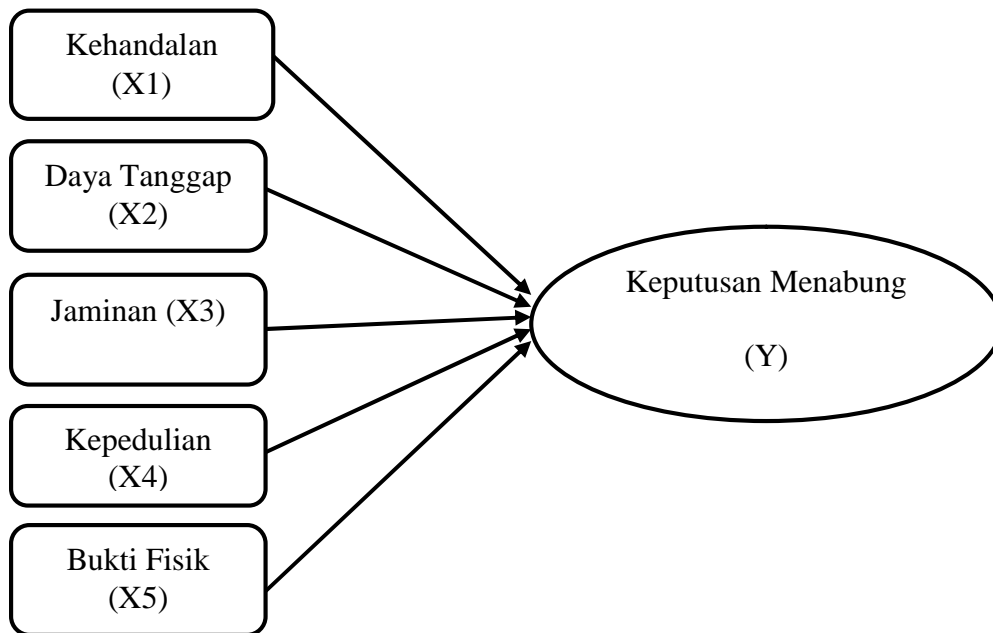 Kehandalan
(X1)
Daya Tanggap
(X2)
Jaminan (X3)
Kepedulian
(X4)
Bukti Fisik
(X5)
Keputusan Menabung
(Y)